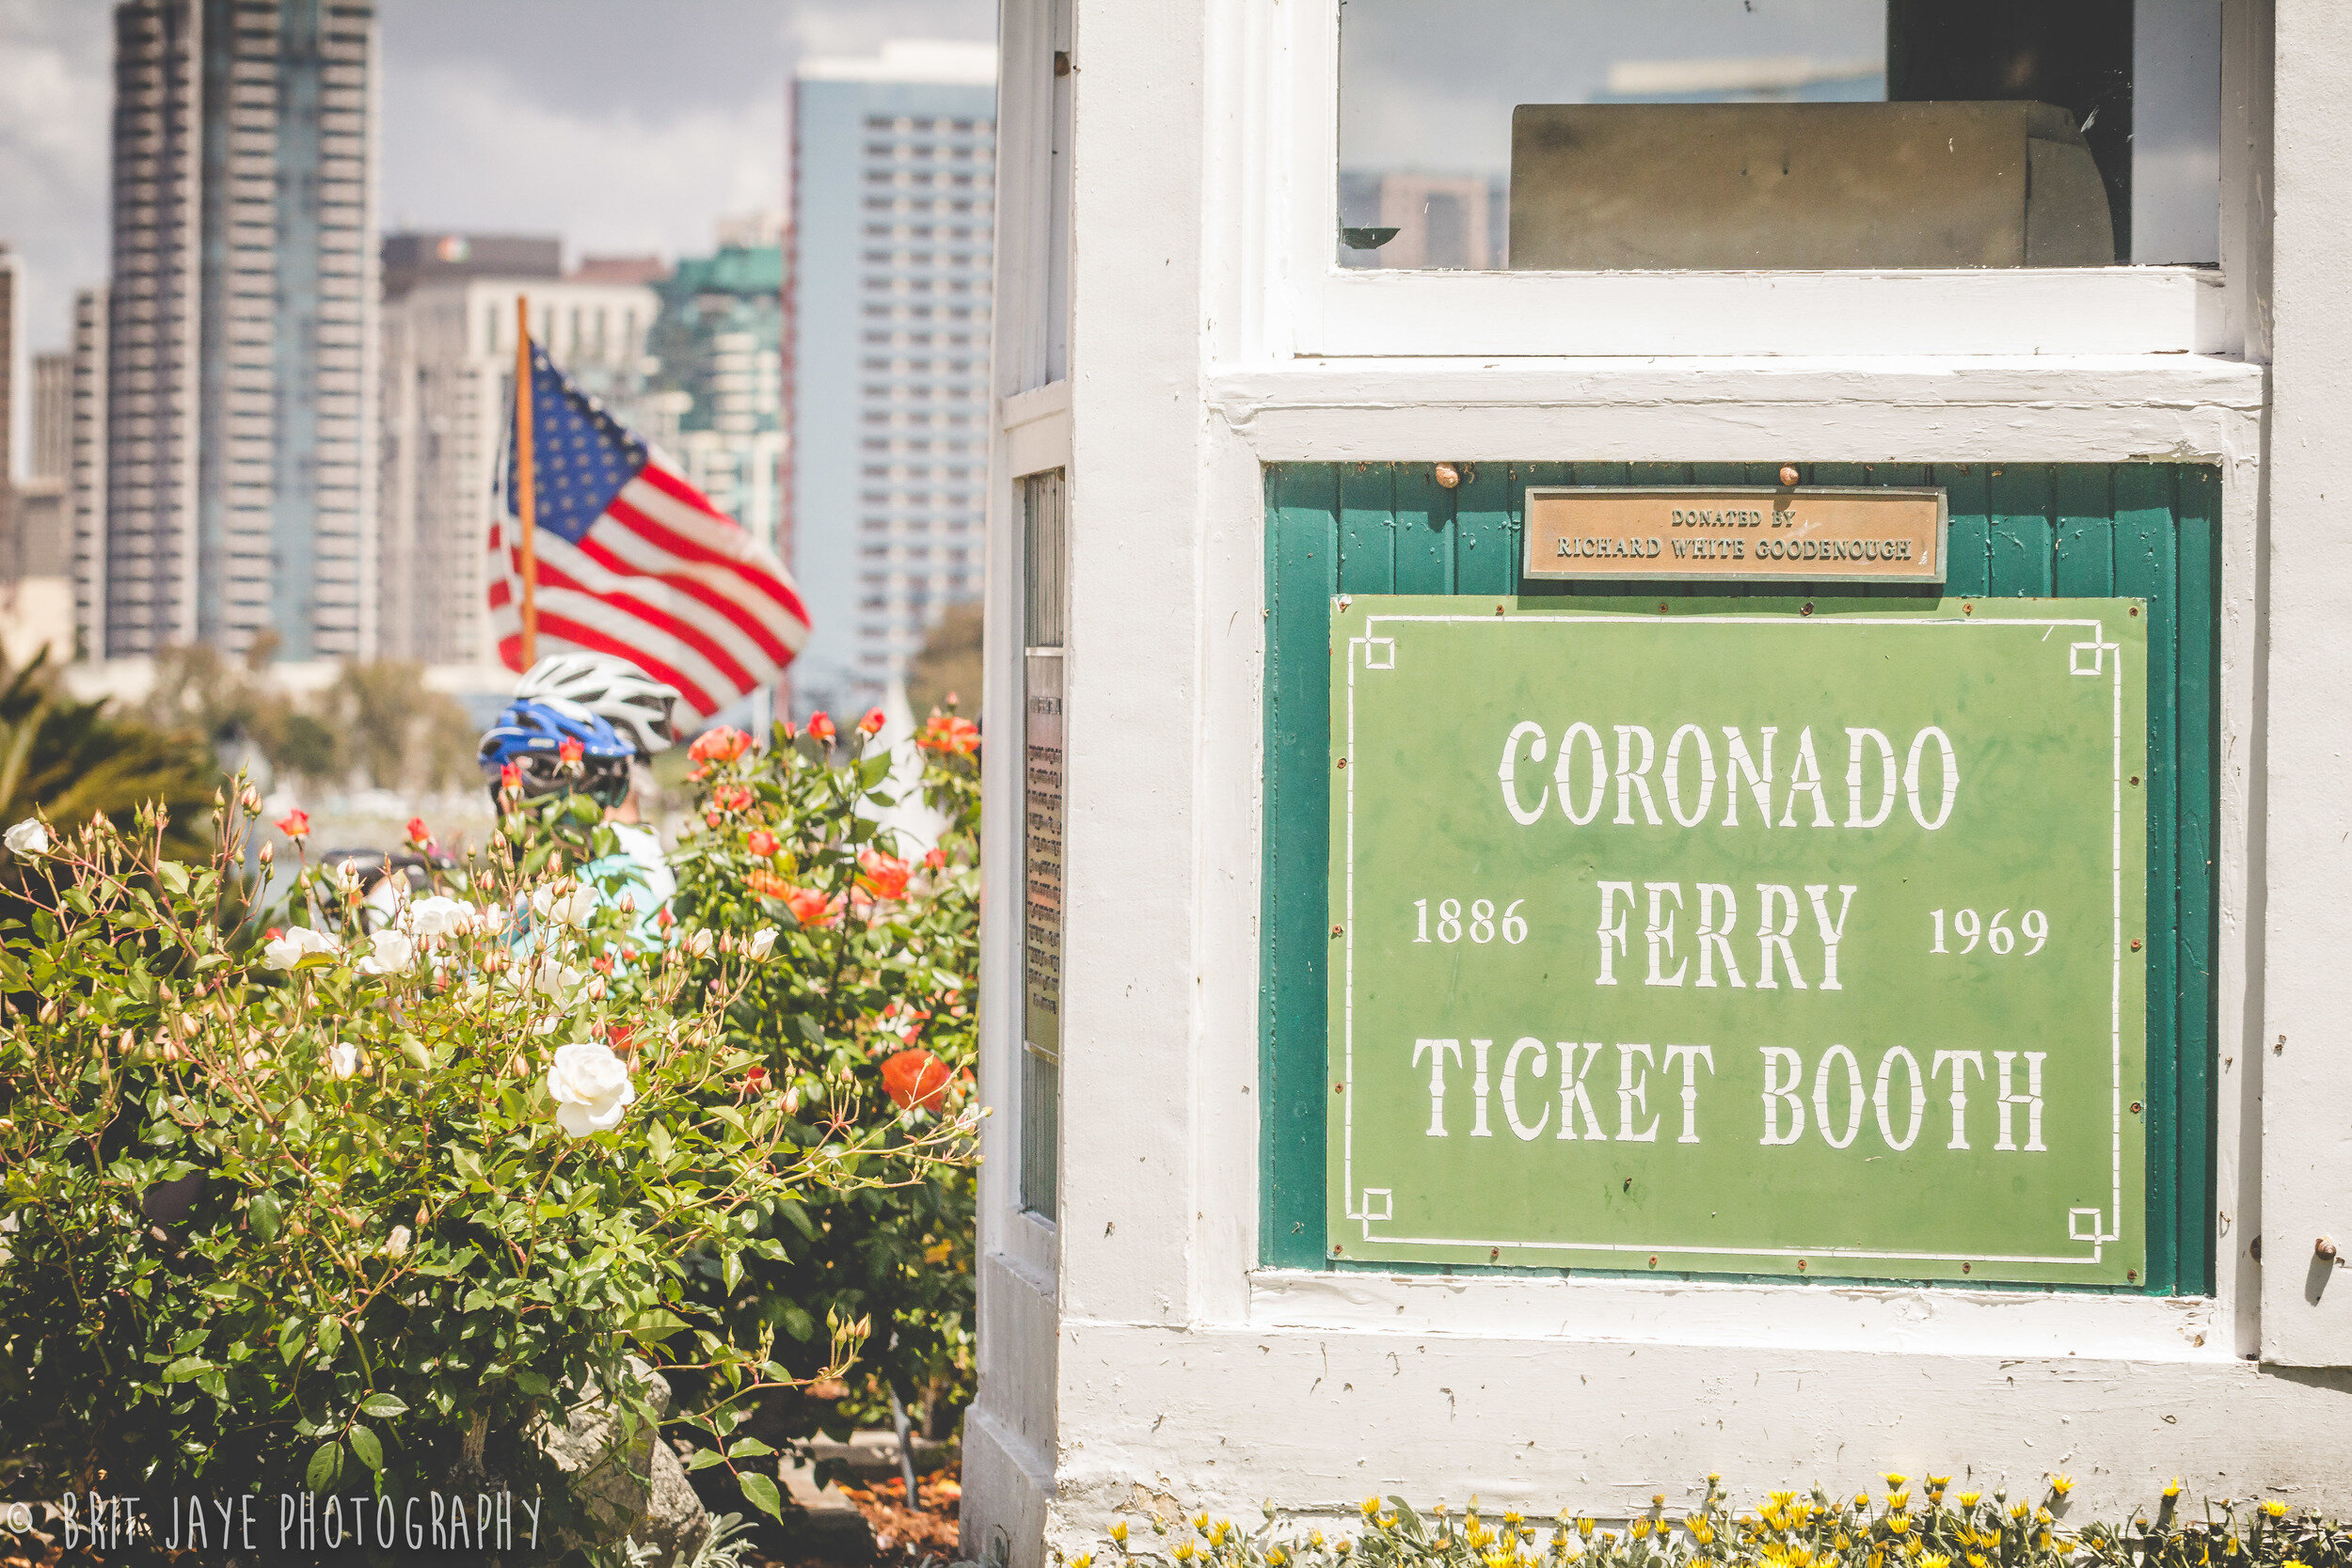 DONATED BY
RICHARD WHITE GOODENOUGH
CORONADO
1886 FERRY 1969
TICKET BOOTH
© BRIT JAYE PHOTOGRAPHY